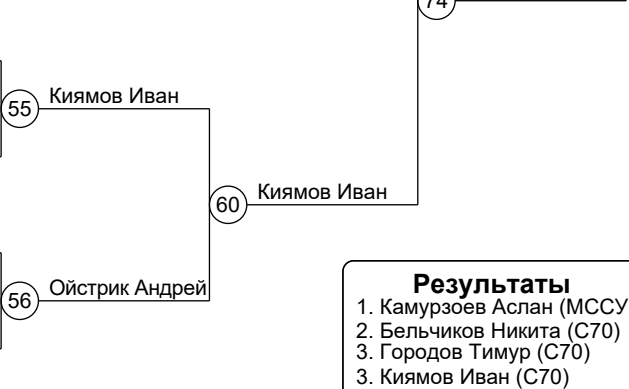 74
Киямов Иван
55
Киямов Иван
60
Ойстрик Андрей
56
Результаты
1. Камурзоев Аслан (МССУ
2. Бельчиков Никита (С70)
3. Городов Тимур (С70)
3. Киямов Иван (С70)